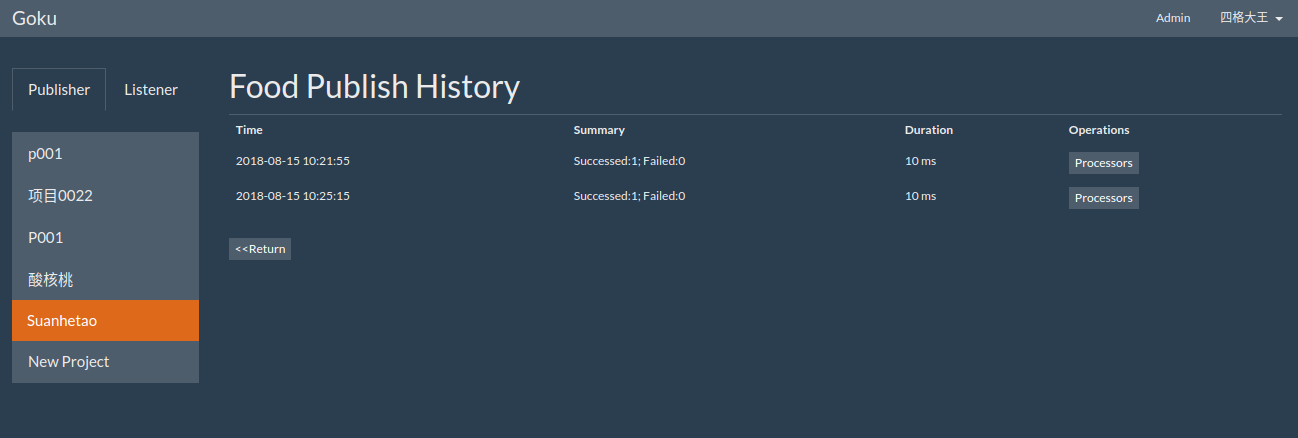 Goku
Admin 四格大王
Publisher Listener
p001
项目0022
P001
酸核桃
Suanhetao
New Project
Food Publish History
Time Summary Duration Operations
2018-08-15 10:21:55 Successed:1; Failed:0 10 ms Processors
2018-08-15 10:25:15 Successed:1; Failed:0 10 ms Processors
<<Return